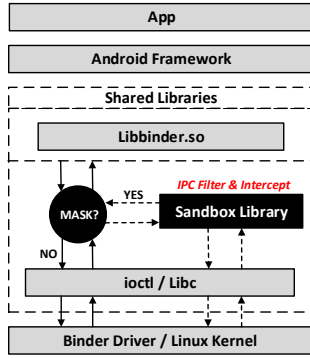 App
Android Framework
Shared Libraries
Libbinder.so
YES
IPC Filter & Intercept
MASK?
Sandbox Library
NO
ioctl / Libc
Binder Driver / Linux Kernel